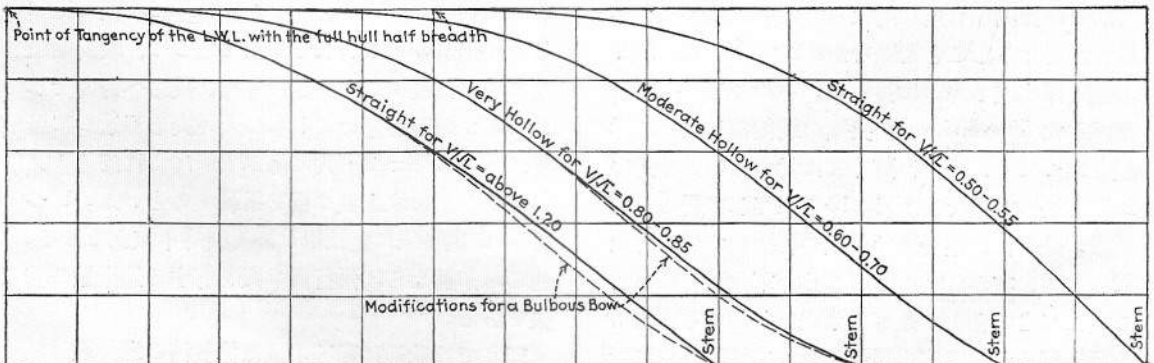 Point of Tangency of the L.W.L. with the full hull half breadth
Straight for V/√L = above 1.20
Very Hollow for V/√L = 0.80-0.85
Moderate Hollow for V/√L = 0.60-0.70
Straight for V/√L = 0.50-0.55
Modifications for a Bulbous Bow
Stem
Stem
Stem
Stem